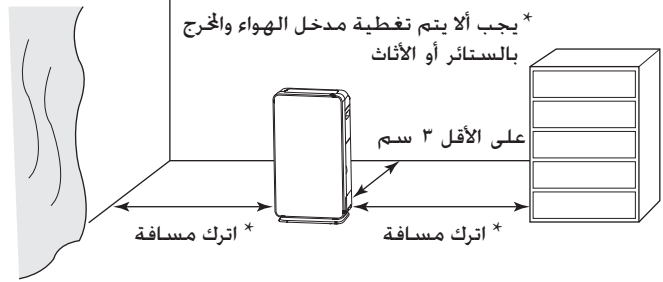 * يجب ألا يتم تغطية مدخل الهواء والمخرج
بالستائر أو الأثاث
على الأقل ٣ سم
* اترك مسافة
* اترك مسافة